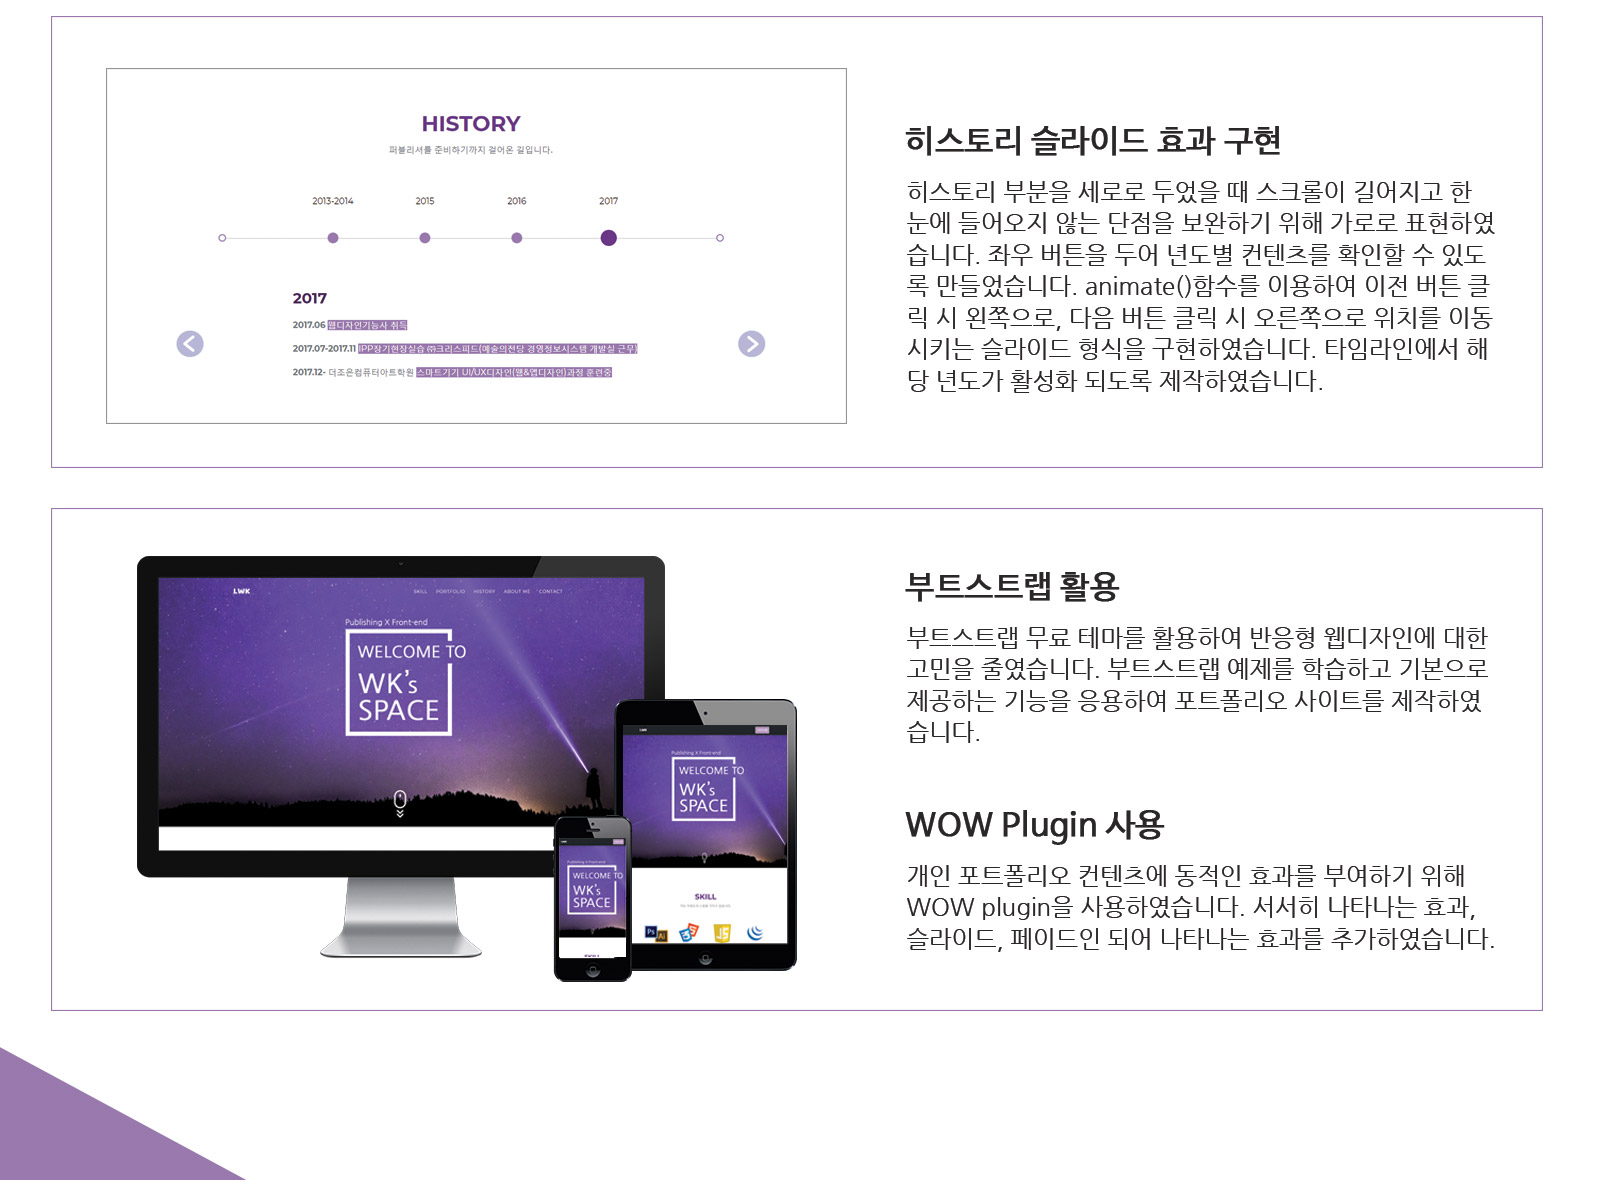 HISTORY
퍼블리셔를 준비하기까지 걸어온 길입니다.
2013-2014 2015 2016 2017
2017
2017.06 웹디자인기능사 취득
2017.07-2017.11 IPP장기현장실습 ㈜크리스피드(예술의전당 경영정보시스템 개발실 근무)
2017.12- 더조은컴퓨터아트학원 스마트기기 UI/UX디자인(웹&앱디자인)과정 훈련중
히스토리 슬라이드 효과 구현
히스토리 부분을 세로로 두었을 때 스크롤이 길어지고 한
눈에 들어오지 않는 단점을 보완하기 위해 가로로 표현하였
습니다. 좌우 버튼을 두어 년도별 컨텐츠를 확인할 수 있도
록 만들었습니다. animate()함수를 이용하여 이전 버튼 클
릭 시 왼쪽으로, 다음 버튼 클릭 시 오른쪽으로 위치를 이동
시키는 슬라이드 형식을 구현하였습니다. 타임라인에서 해
당 년도가 활성화 되도록 제작하였습니다.
LWK SKILL PORTFOLIO HISTORY ABOUT ME CONTACT
Publishing X Front-end
WELCOME TO
WK's
SPACE
LWK
Publishing X Front-end
WELCOME TO
WK's
SPACE
SKILL
Ps Ai 3 JS
LWK
Publishing X Front-end
WELCOME TO
WK's
SPACE
부트스트랩 활용
부트스트랩 무료 테마를 활용하여 반응형 웹디자인에 대한
고민을 줄였습니다. 부트스트랩 예제를 학습하고 기본으로
제공하는 기능을 응용하여 포트폴리오 사이트를 제작하였
습니다.
WOW Plugin 사용
개인 포트폴리오 컨텐츠에 동적인 효과를 부여하기 위해
WOW plugin을 사용하였습니다. 서서히 나타나는 효과,
슬라이드, 페이드인 되어 나타나는 효과를 추가하였습니다.